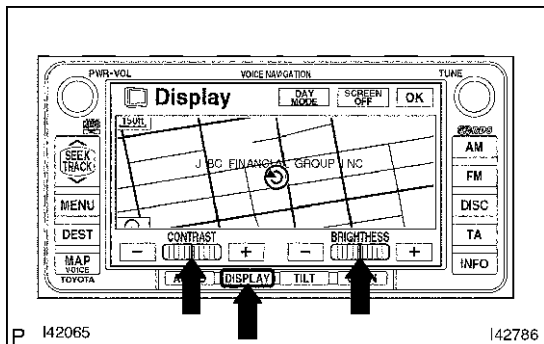 PWR-VOL VOICE NAVIGATION TUNE
Display DAY MODE SCREEN OFF OK
150ft
SEEK TRACK
AM
FM
J BC FINANCIAL GROUP INC
MENU
DISC
DEST
TA
CONTRAST BRIGHTNESS
− + − +
MAP VOICE
INFO
TOYOTA
DISPLAY TILT
P I42065 I42786